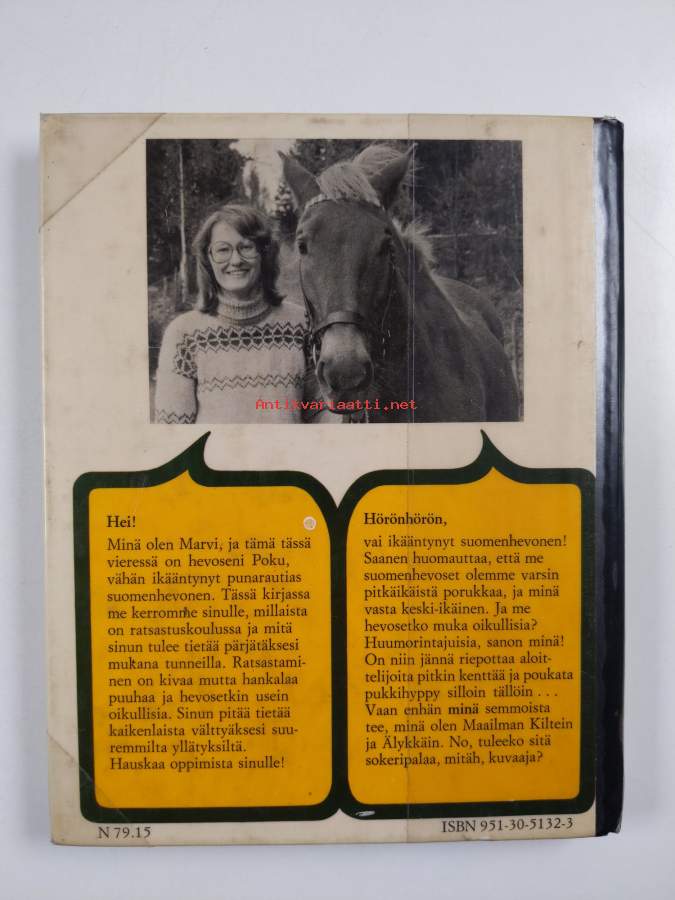 Antikvariaatti.net
Hei!
Minä olen Marvi, ja tämä tässä
vieressä on hevoseni Poku,
vähän ikääntynyt punarautias
suomenhevonen. Tässä kirjassa
me kerromme sinulle, millaista
on ratsastuskoulussa ja mitä
sinun tulee tietää pärjätäksesi
mukana tunneilla. Ratsastami-
nen on kivaa mutta hankalaa
puuhaa ja hevosetkin usein
oikullisia. Sinun pitää tietää
kaikenlaista välttyäksesi suu-
remmilta yllätyksiltä.
Hauskaa oppimista sinulle!
Hörönhörön,
vai ikääntynyt suomenhevonen!
Saanen huomauttaa, että me
suomenhevoset olemme varsin
pitkäikäistä porukkaa, ja minä
vasta keski-ikäinen. Ja me
hevosetko muka oikullisia?
Huumorintajuisia, sanon minä!
On niin jännä riepottaa aloit-
telijoita pitkin kenttää ja poukata
pukkihyppy silloin tällöin . . .
Vaan enhän minä semmoista
tee, minä olen Maailman Kiltein
ja Älykkäin. No, tuleeko sitä
sokeripalaa, mitäh, kuvaaja?
N 79.15
ISBN 951-30-5132-3